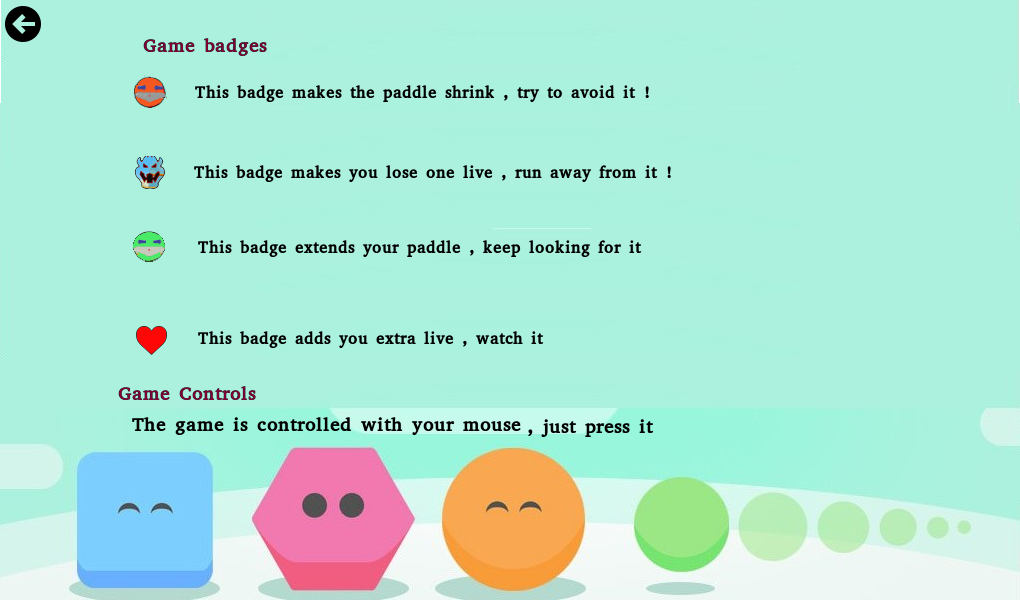 Game badges
This badge makes the paddle shrink , try to avoid it !
This badge makes you lose one live , run away from it !
This badge extends your paddle , keep looking for it
This badge adds you extra live , watch it
Game Controls
The game is controlled with your mouse , just press it